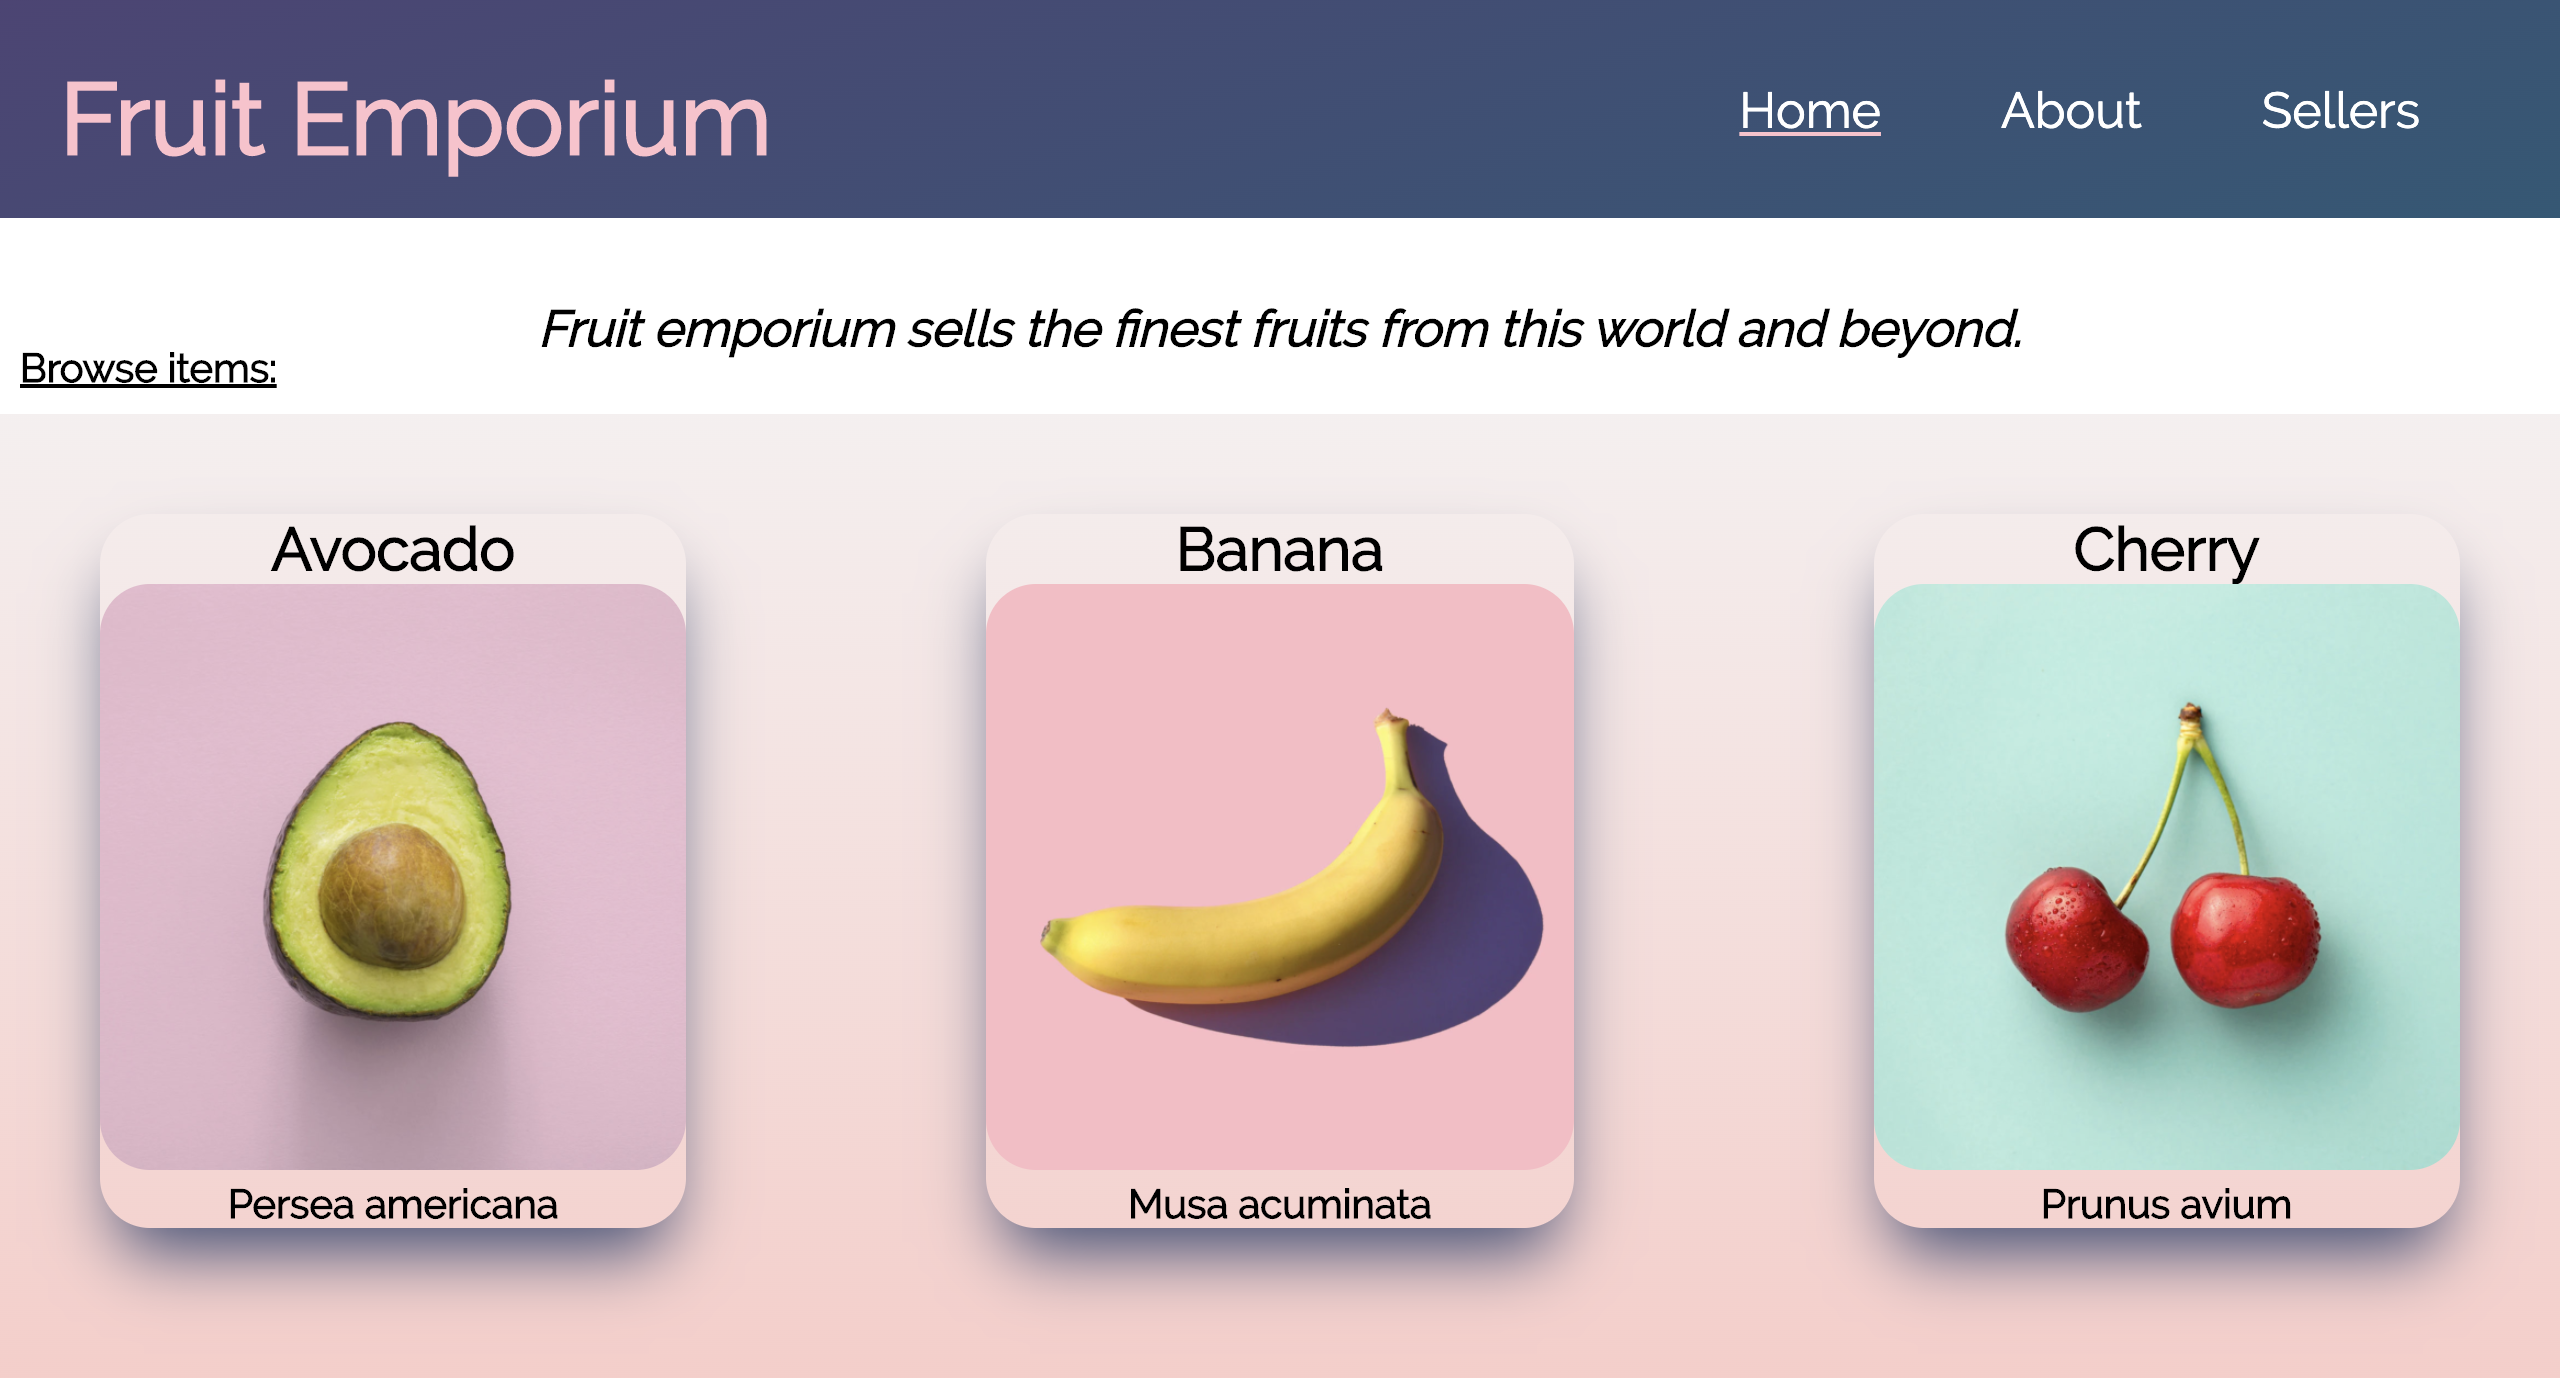 Fruit Emporium
Home About Sellers
Fruit emporium sells the finest fruits from this world and beyond.
Browse items:
Avocado
Persea americana
Banana
Musa acuminata
Cherry
Prunus avium